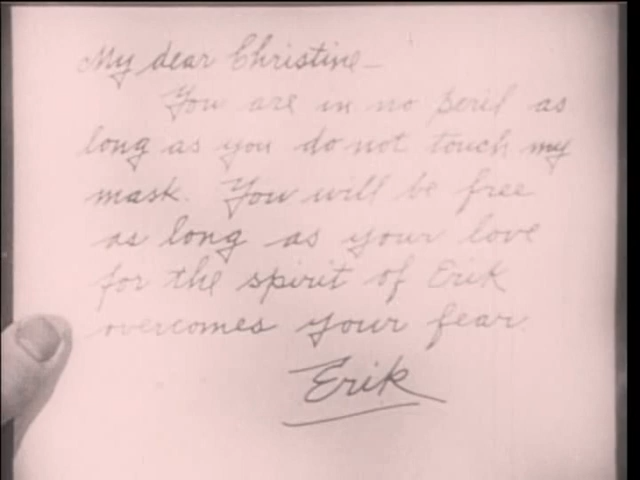 My dear Christine—
You are in no peril as
long as you do not touch my
mask. You will be free
as long as your love
for the spirit of Erik
overcomes your fear.
Erik